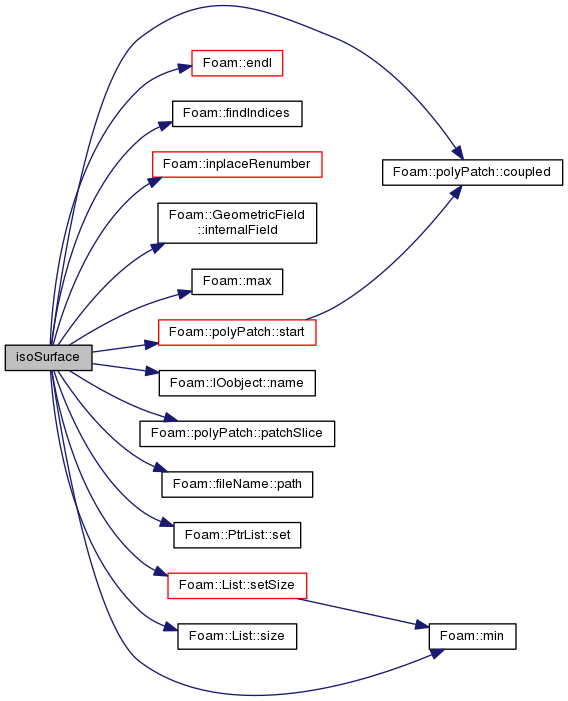 Foam::endl
Foam::findIndices
Foam::inplaceRenumber
Foam::polyPatch::coupled
Foam::GeometricField
::internalField
Foam::max
Foam::polyPatch::start
isoSurface
Foam::IOobject::name
Foam::polyPatch::patchSlice
Foam::fileName::path
Foam::PtrList::set
Foam::List::setSize
Foam::List::size
Foam::min